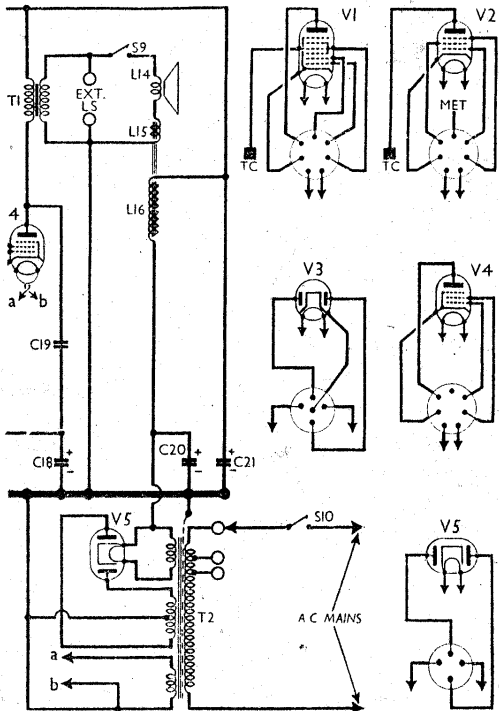 S9
L14
T1
EXT.
LS
L15
L16
4
a b
C19
+
C18
-
C20
+
-
+
C21
-
V5
S10
T2
A C MAINS
a
b
V1
TC
V2
MET
TC
V3
V4
V5